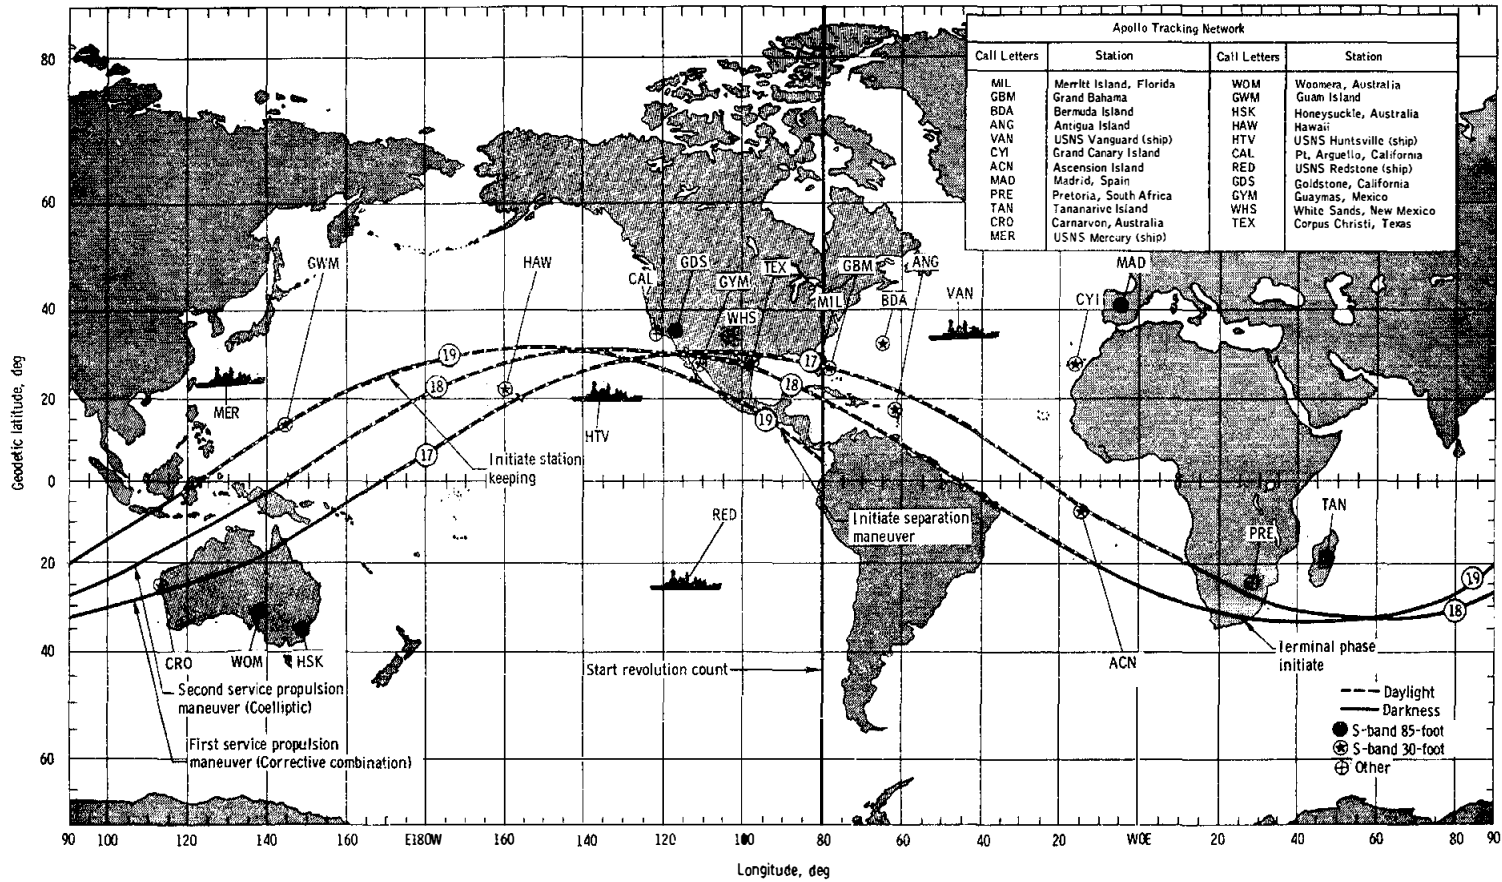 Apollo Tracking Network
Call Letters Station Call Letters Station
MIL Merritt Island, Florida WOM Woomera, Australia
GBM Grand Bahama GWM Guam Island
BDA Bermuda Island HSK Honeysuckle, Australia
ANG Antigua Island HAW Hawaii
VAN USNS Vanguard (ship) HTV USNS Huntsville (ship)
CYI Grand Canary Island CAL Pt. Arguello, California
ACN Ascension Island RED USNS Redstone (ship)
MAD Madrid, Spain GDS Goldstone, California
PRE Pretoria, South Africa GYM Guaymas, Mexico
TAN Tananarive Island WHS White Sands, New Mexico
CRO Carnarvon, Australia TEX Corpus Christi, Texas
MER USNS Mercury (ship)
80
60
40
20
0
20
40
60
Geodetic latitude, deg
GWM
HAW
CAL
GDS
GYM
TEX
WHS
MIL
GBM
BDA
ANG
VAN
CYI
MAD
MER
HTV
RED
TAN
PRE
ACN
CRO
WOM
HSK
19
18
17
17
18
19
19
18
Initiate station
keeping
Initiate separation
maneuver
Start revolution count
Terminal phase
initiate
Second service propulsion
maneuver (Coelliptic)
First service propulsion
maneuver (Corrective combination)
Daylight
Darkness
S-band 85-foot
S-band 30-foot
Other
90 100 120 140 160 E180W 160 140 120 100 80 60 40 20 W0E 20 40 60 80 90
Longitude, deg